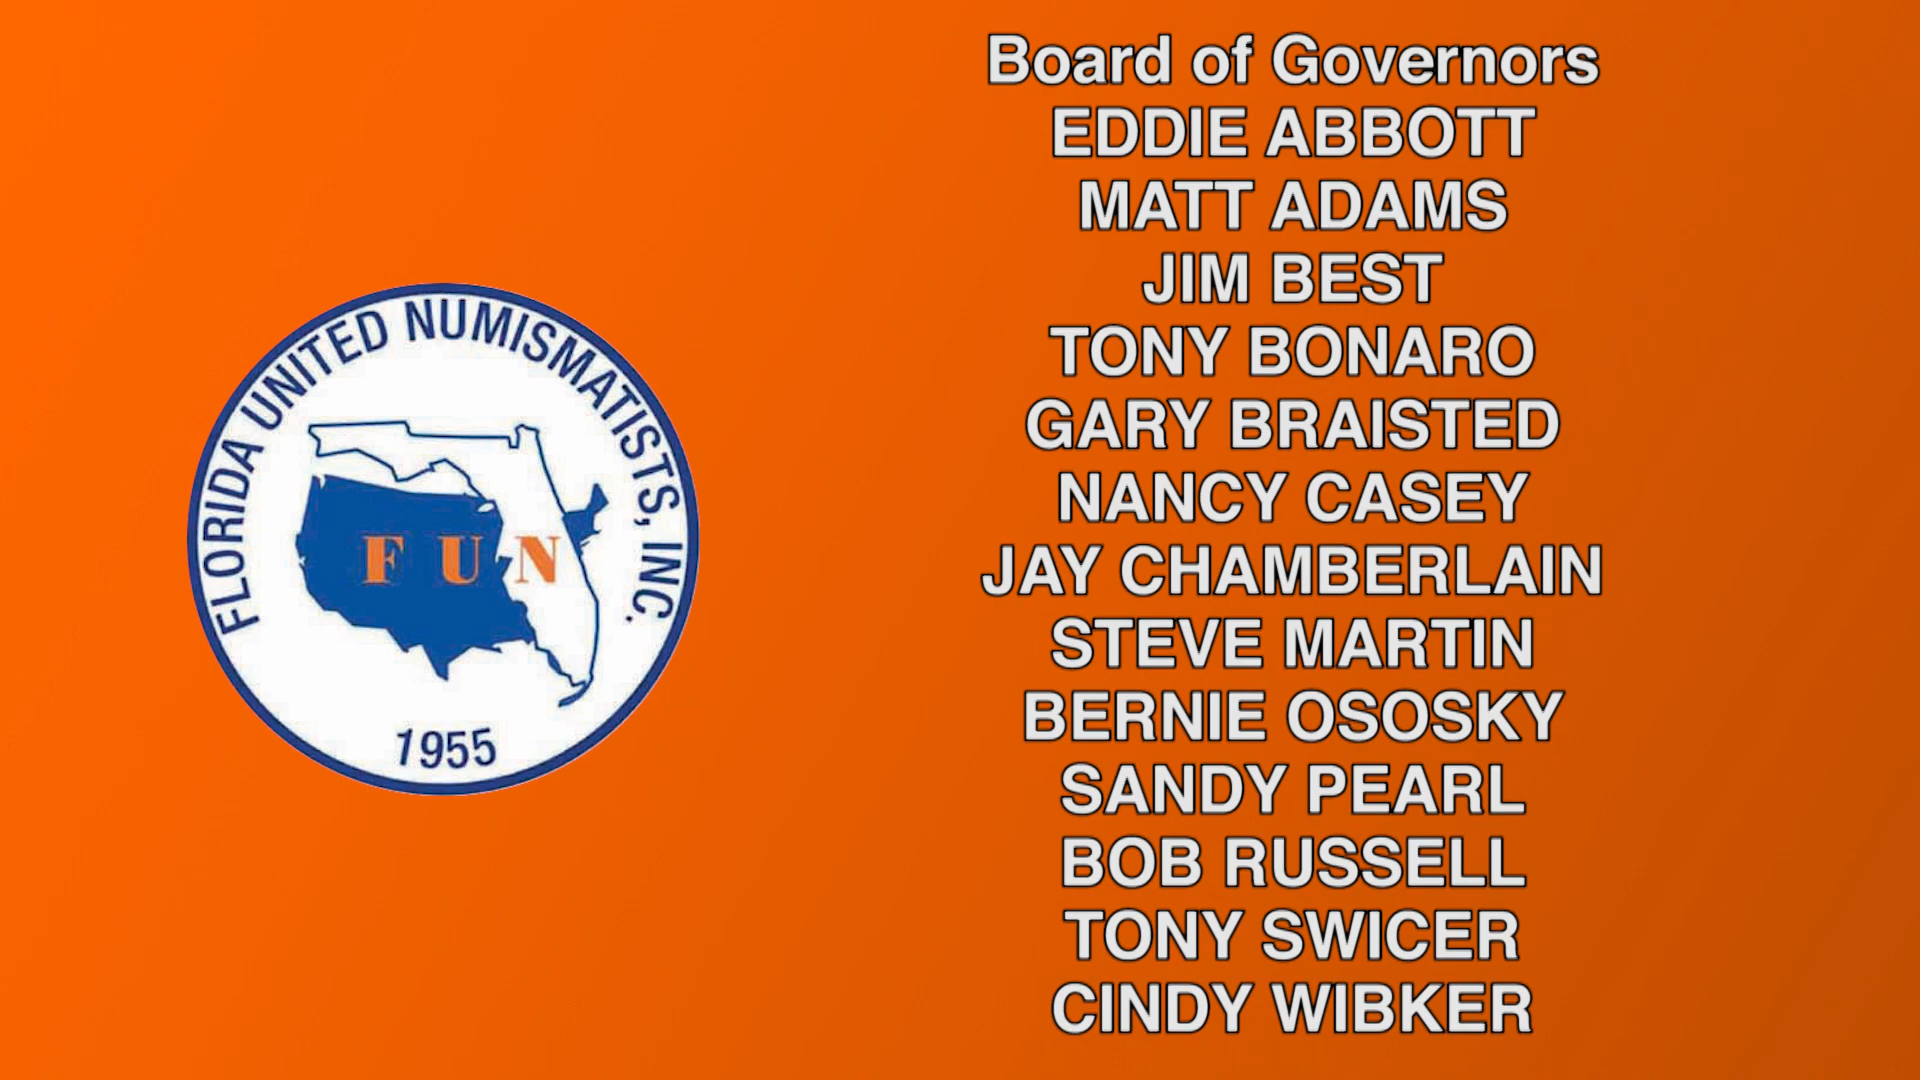 FLORIDA UNITED NUMISMATISTS, INC.
F U N
1955
Board of Governors
EDDIE ABBOTT
MATT ADAMS
JIM BEST
TONY BONARO
GARY BRAISTED
NANCY CASEY
JAY CHAMBERLAIN
STEVE MARTIN
BERNIE OSOSKY
SANDY PEARL
BOB RUSSELL
TONY SWICER
CINDY WIBKER